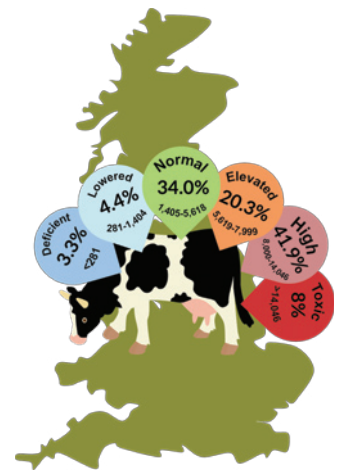 Deficient
3.3%
<281
Lowered
4.4%
281-1,404
Normal
34.0%
1,405-5,618
Elevated
20.3%
5,619-7,999
High
41.9%
8,000-14,046
Toxic
8%
>14,046